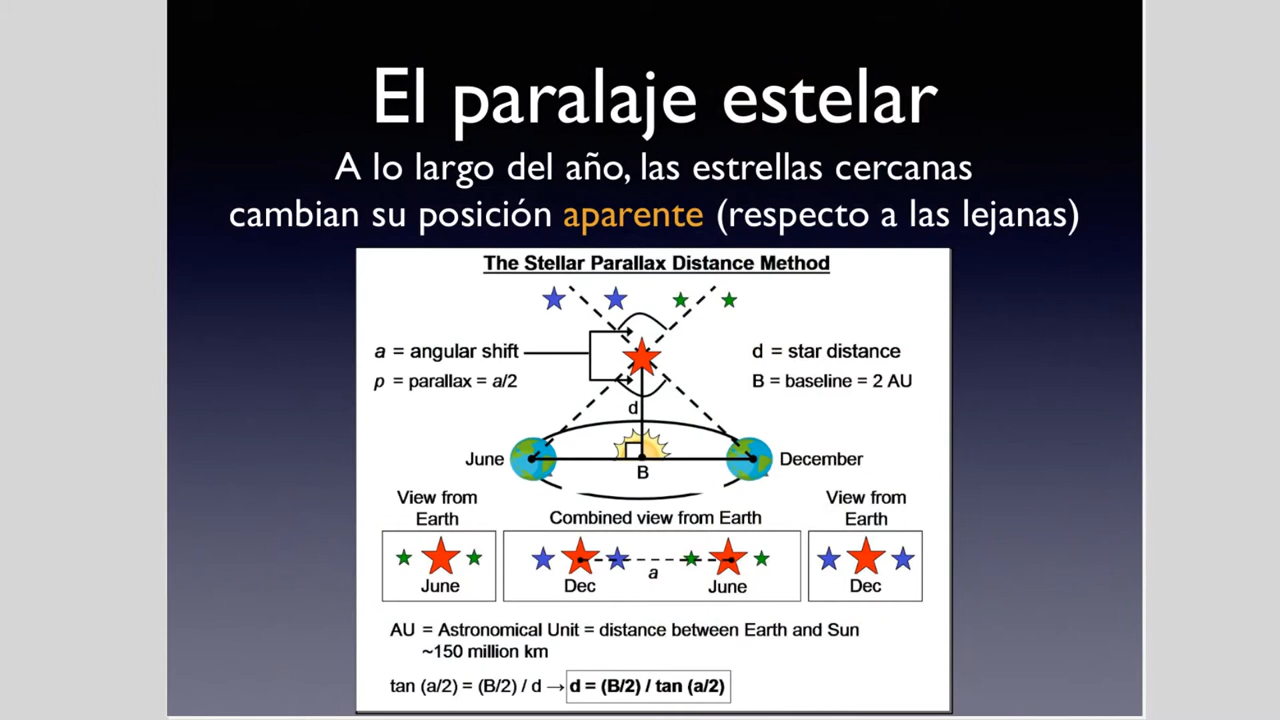 El paralaje estelar
A lo largo del año, las estrellas cercanas
cambian su posición aparente (respecto a las lejanas)
The Stellar Parallax Distance Method
a = angular shift
p = parallax = a/2
d = star distance
B = baseline = 2 AU
d
June
B
December
View from
Earth
June
Combined view from Earth
Dec
a
June
View from
Earth
Dec
AU = Astronomical Unit = distance between Earth and Sun
~150 million km
tan (a/2) = (B/2) / d → d = (B/2) / tan (a/2)